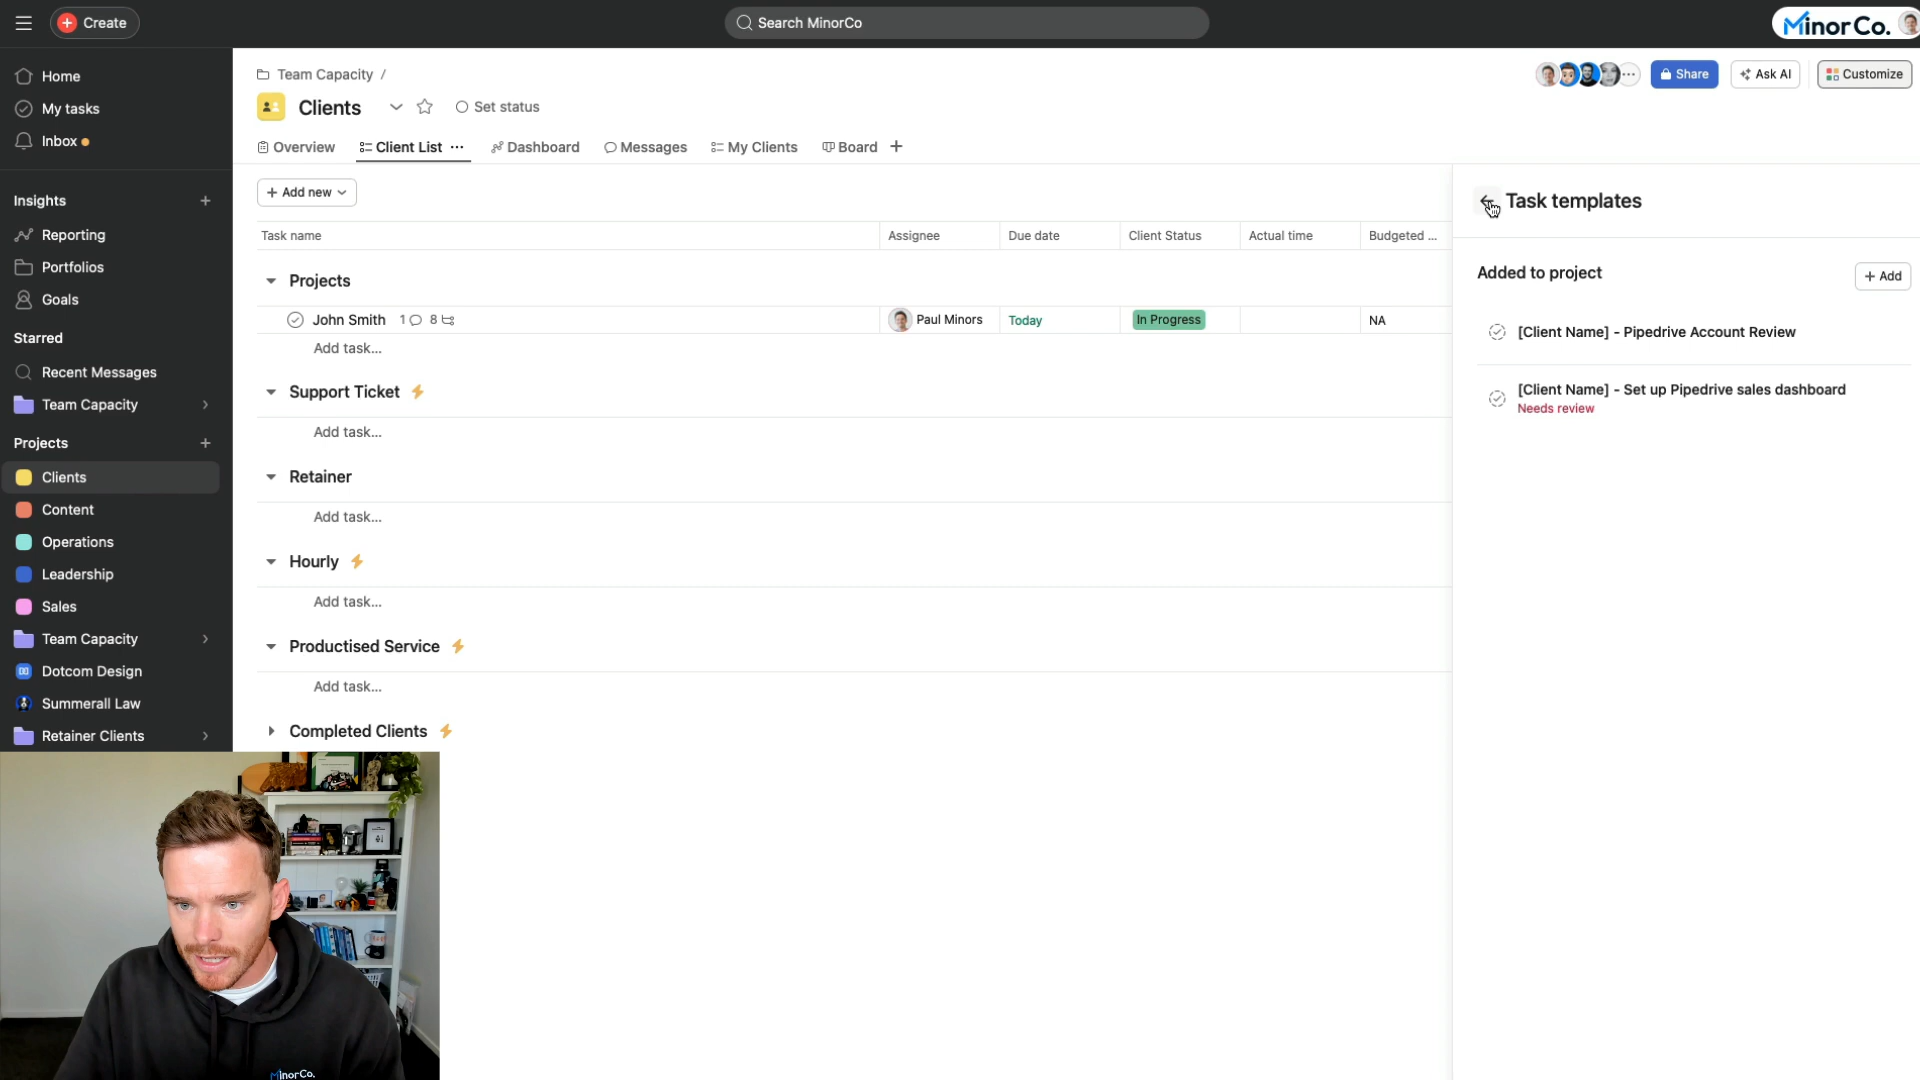 Create
Search MinorCo
MinorCo.
Home
My tasks
Inbox
Insights
Reporting
Portfolios
Goals
Starred
Recent Messages
Team Capacity
Projects
Clients
Content
Operations
Leadership
Sales
Team Capacity
Dotcom Design
Summerall Law
Retainer Clients
Team Capacity /
Clients
Set status
Share
Ask AI
Customize
Overview
Client List
Dashboard
Messages
My Clients
Board
Add new
Task name
Assignee
Due date
Client Status
Actual time
Budgeted ...
Projects
John Smith 1 8
Paul Minors
Today
In Progress
NA
Add task...
Support Ticket
Add task...
Retainer
Add task...
Hourly
Add task...
Productised Service
Add task...
Completed Clients
Task templates
Added to project
+ Add
[Client Name] - Pipedrive Account Review
[Client Name] - Set up Pipedrive sales dashboard
Needs review
MinorCo.